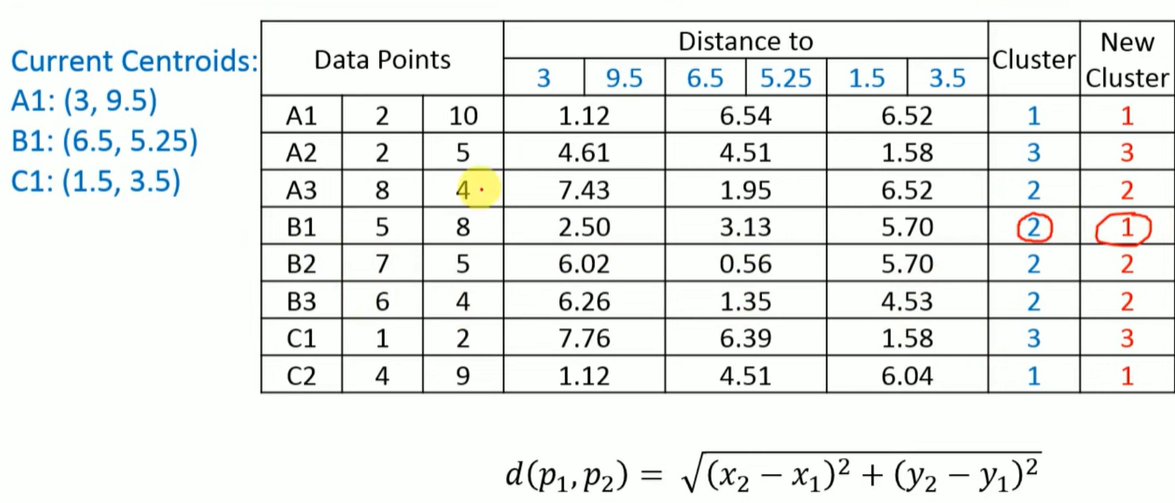 Current Centroids:
A1: (3, 9.5)
B1: (6.5, 5.25)
C1: (1.5, 3.5)
Data Points Distance to Cluster New Cluster
3 9.5 6.5 5.25 1.5 3.5
A1 2 10 1.12 6.54 6.52 1 1
A2 2 5 4.61 4.51 1.58 3 3
A3 8 4 7.43 1.95 6.52 2 2
B1 5 8 2.50 3.13 5.70 2 1
B2 7 5 6.02 0.56 5.70 2 2
B3 6 4 6.26 1.35 4.53 2 2
C1 1 2 7.76 6.39 1.58 3 3
C2 4 9 1.12 4.51 6.04 1 1
d(p₁, p₂) = √(x₂ − x₁)² + (y₂ − y₁)²